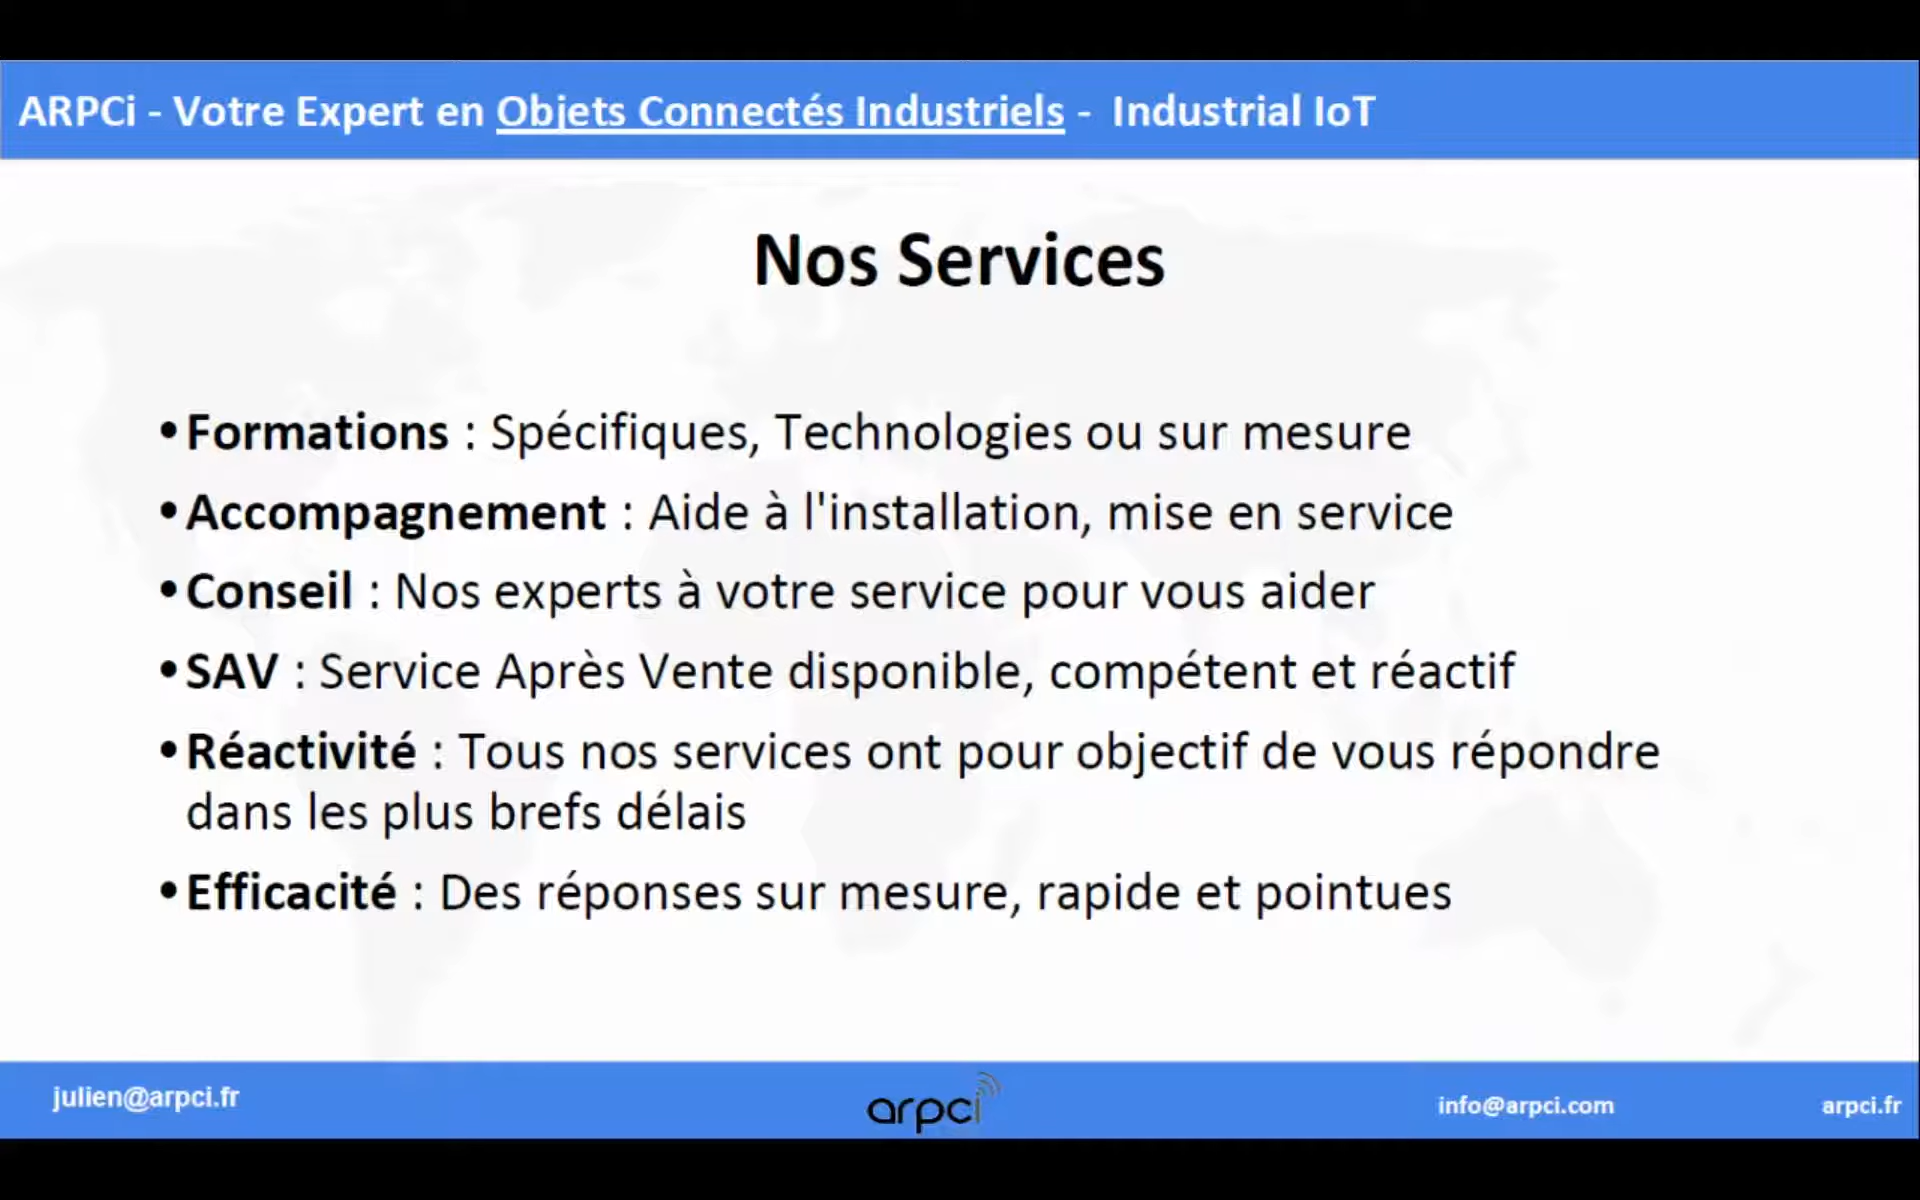 ARPCi - Votre Expert en Objets Connectés Industriels - Industrial IoT
Nos Services
•Formations : Spécifiques, Technologies ou sur mesure
•Accompagnement : Aide à l'installation, mise en service
•Conseil : Nos experts à votre service pour vous aider
•SAV : Service Après Vente disponible, compétent et réactif
•Réactivité : Tous nos services ont pour objectif de vous répondre
dans les plus brefs délais
•Efficacité : Des réponses sur mesure, rapide et pointues
julien@arpci.fr
arpci
info@arpci.com
arpci.fr